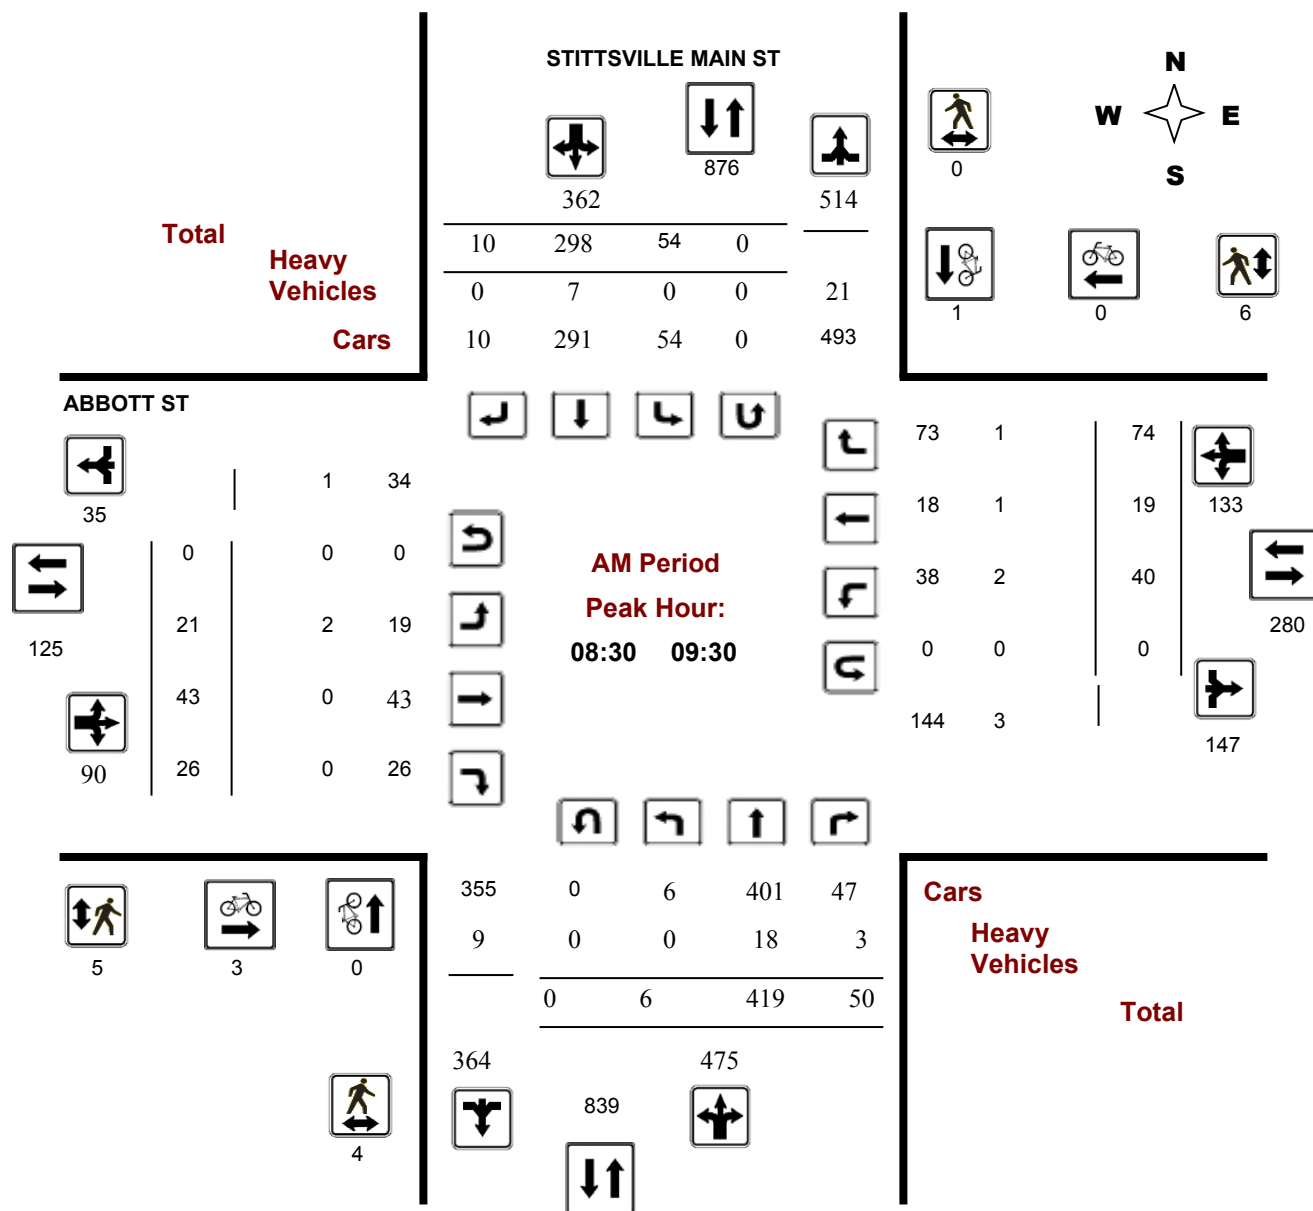 STITTSVILLE MAIN ST
N
W E
S
876
0
362 514
Total 10 298 54 0
Heavy
Vehicles 0 7 0 0 21
1 0 6
Cars 10 291 54 0 493
ABBOTT ST
73 1 74
1 34
35
18 1 19 133
0 0 0
AM Period
38 2 40
Peak Hour:
21 2 19
125
280
08:30 09:30
0 0 0
43 0 43
144 3
147
90 26 0 26
355 0 6 401 47 Cars
9 0 0 18 3 Heavy
Vehicles
5 3 0
0 6 419 50
Total
364 475
839
4